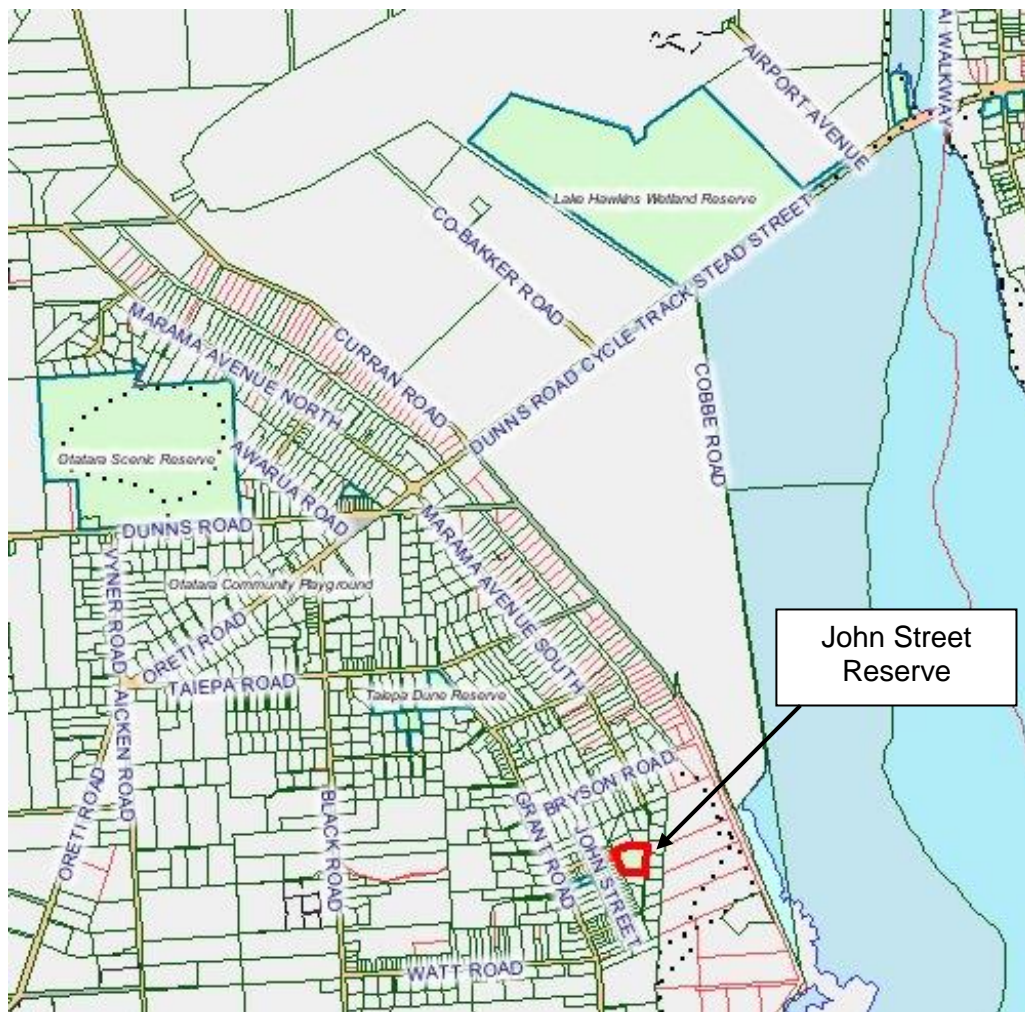 AI WALKWAY
AIRPORT AVENUE
Lake Hawkins Wetland Reserve
CO-BAKKER ROAD
DUNNS ROAD CYCLE-TRACK STEAD STREET
MARAMA AVENUE NORTH
CURRAN ROAD
COBBE ROAD
AWARUA ROAD
Otatara Scenic Reserve
DUNNS ROAD
MARAMA AVENUE SOUTH
VYNER ROAD
Otatara Community Playground
ORETI ROAD
TAIEPA ROAD
Taiepa Dune Reserve
John Street
Reserve
AICKEN ROAD
ORETI ROAD
BLACK ROAD
GRANT ROAD
BRYSON ROAD
JOHN STREET
WATT ROAD